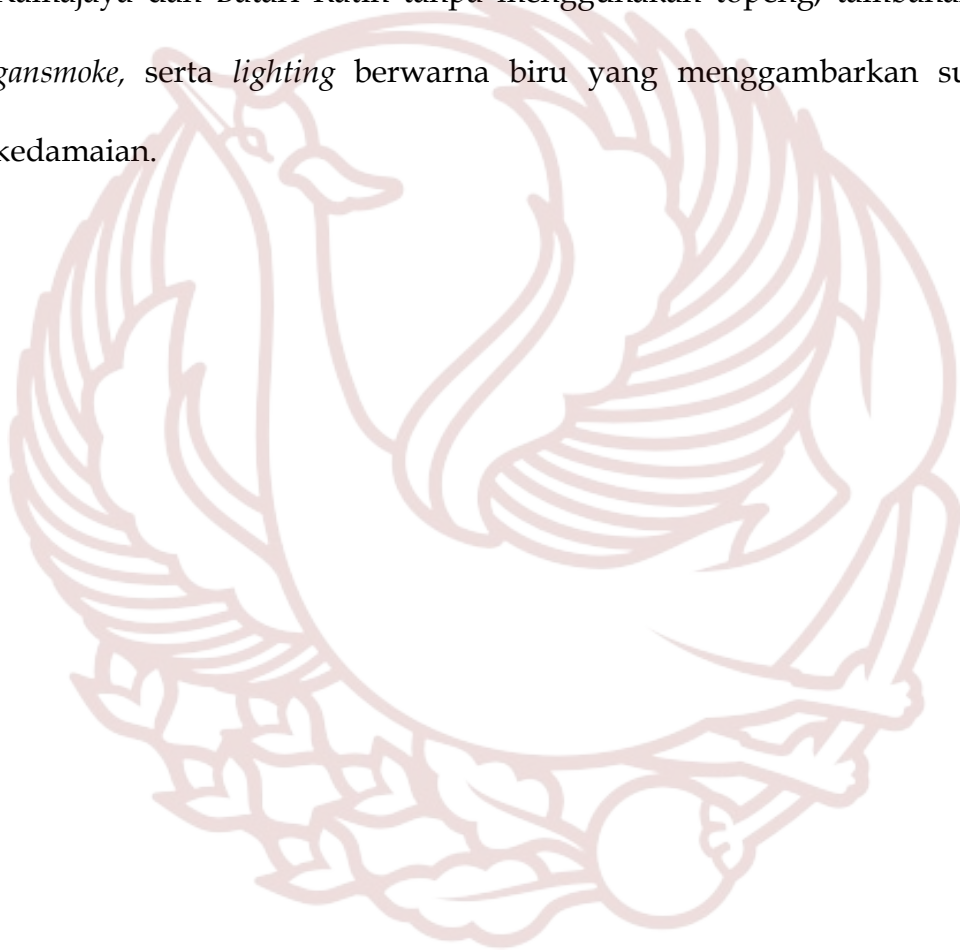 Kamajaya dan Batari Ratih tanpa menggunakan topeng, tambahan
gansmoke, serta lighting berwarna biru yang menggambarkan su
kedamaian.